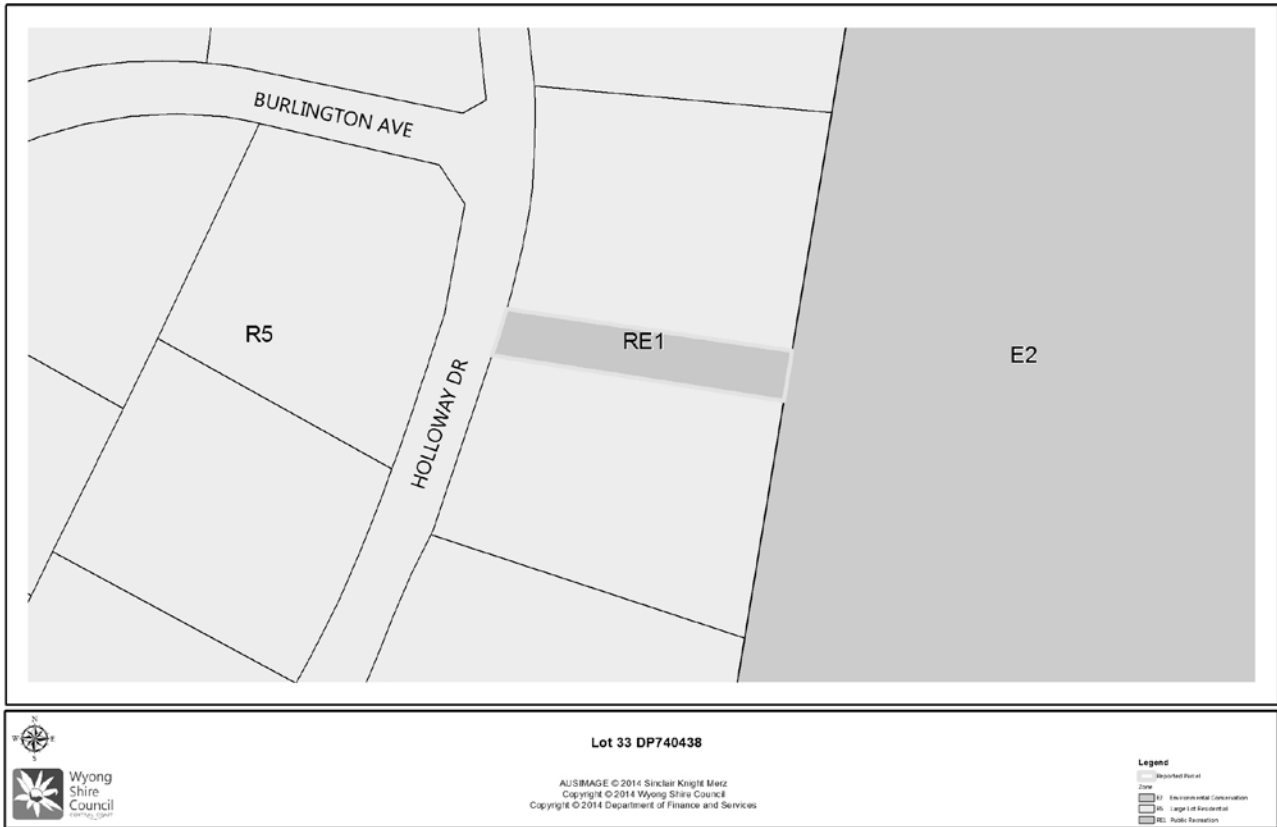 BURLINGTON AVE
R5
RE1
E2
HOLLOWAY DR
N
W E
S
Wyong
Shire
Council
CENTRAL COAST
Lot 33 DP740438
AUSIMAGE © 2014 Sinclair Knight Merz
Copyright © 2014 Wyong Shire Council
Copyright © 2014 Department of Finance and Services
Legend
Reported Parcel
Zone
E2 Environmental Conservation
R5 Large Lot Residential
RE1 Public Recreation